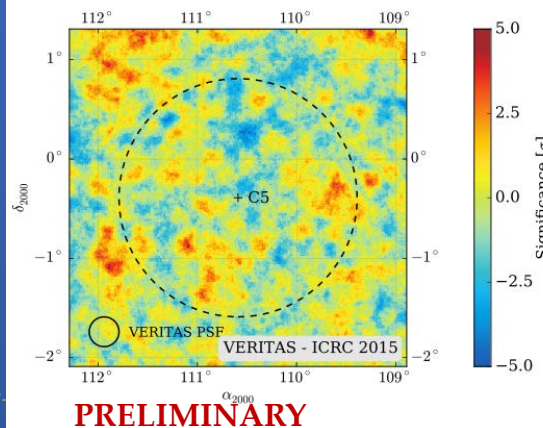 112° 111° 110° 109°
5.0
1° 1°
2.5
0° 0°
δ2000
+ C5
0.0
Significance [σ]
−1° −1°
−2.5
VERITAS PSF
VERITAS - ICRC 2015
−2° −2°
−5.0
112° 111° 110° 109°
α2000
PRELIMINARY